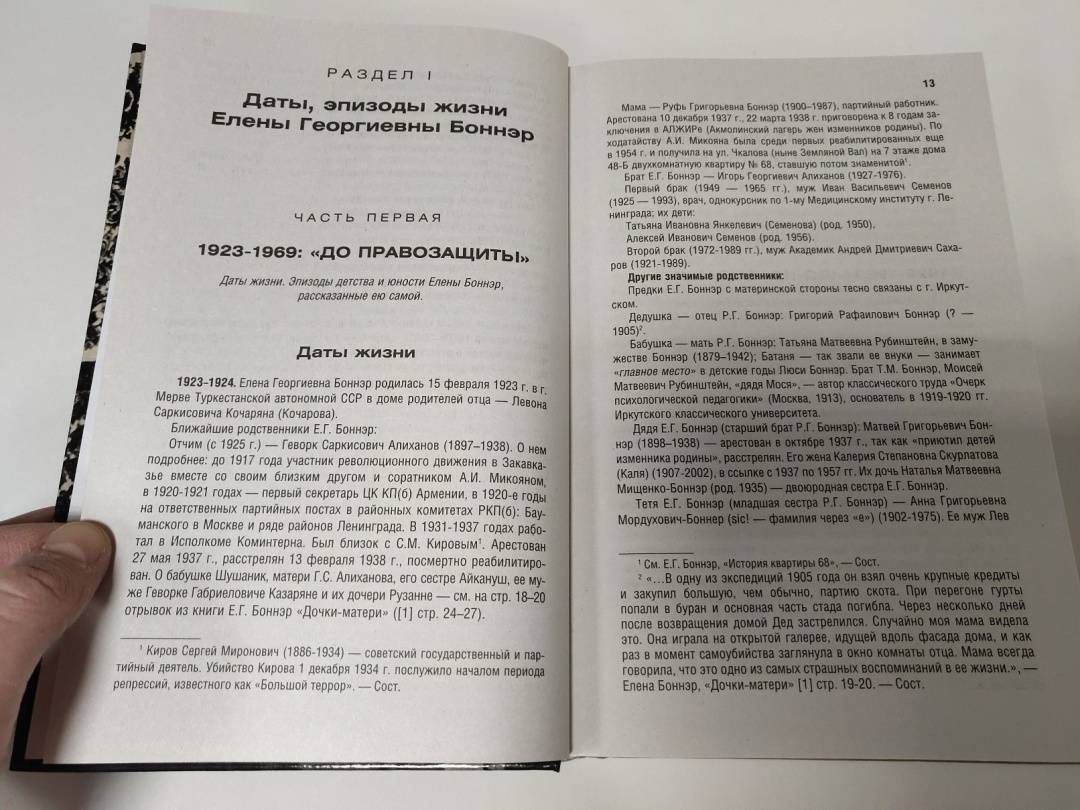 РАЗДЕЛ I
Даты, эпизоды жизни
Елены Георгиевны Боннэр
ЧАСТЬ ПЕРВАЯ
1923-1969: «ДО ПРАВОЗАЩИТЫ»
Даты жизни. Эпизоды детства и юности Елены Боннэр,
рассказанные ею самой.
Даты жизни
1923-1924. Елена Георгиевна Боннэр родилась 15 февраля 1923 г. в г.
Мерве Туркестанской автономной ССР в доме родителей отца — Левона
Саркисовича Кочаряна (Кочарова).
Ближайшие родственники Е.Г. Боннэр:
Отчим (с 1925 г.) — Геворк Саркисович Алиханов (1897–1938). О нем
подробнее: до 1917 года участник революционного движения в Закавка-
зье вместе со своим близким другом и соратником А.И. Микояном,
в 1920-1921 годах — первый секретарь ЦК КП(б) Армении, в 1920-е годы
на ответственных партийных постах в районных комитетах РКП(б): Бау-
манского в Москве и ряде районов Ленинграда. В 1931-1937 годах рабо-
тал в Исполкоме Коминтерна. Был близок с С.М. Кировым¹. Арестован
27 мая 1937 г., расстрелян 13 февраля 1938 г., посмертно реабилитиро-
ван. О бабушке Шушаник, матери Г.С. Алиханова, его сестре Айкануш, ее му-
же Геворке Габриеловиче Казаряне и их дочери Рузанне — см. на стр. 18–20
отрывок из книги Е.Г. Боннэр «Дочки-матери» ([1] стр. 24–27).
¹ Киров Сергей Миронович (1886-1934) — советский государственный и пар-
тийный деятель. Убийство Кирова 1 декабря 1934 г. послужило началом периода
репрессий, известного как «Большой террор». — Сост.
13
Мама — Руфь Григорьевна Боннэр (1900–1987), партийный работник.
Арестована 10 декабря 1937 г., 22 марта 1938 г. приговорена к 8 годам за-
ключения в АЛЖИРе (Акмолинский лагерь жен изменников родины). По
ходатайству А.И. Микояна была среди первых реабилитированных еще
в 1954 г. и получила на ул. Чкалова (ныне Земляной Вал) на 7 этаже дома
48-Б двухкомнатную квартиру № 68, ставшую потом знаменитой¹.
Брат Е.Г. Боннэр — Игорь Георгиевич Алиханов (1927-1976).
Первый брак (1949 — 1965 гг.), муж Иван Васильевич Семенов
(1925 — 1993), врач, однокурсник по 1-му Медицинскому институту г. Ле-
нинграда; их дети:
Татьяна Ивановна Янкелевич (Семенова) (род. 1950),
Алексей Иванович Семенов (род. 1956).
Второй брак (1972-1989 гг.), муж Академик Андрей Дмитриевич Саха-
ров (1921-1989).
Другие значимые родственники:
Предки Е.Г. Боннэр с материнской стороны тесно связаны с г. Иркут-
ском.
Дедушка — отец Р.Г. Боннэр: Григорий Рафаилович Боннэр (? —
1905)².
Бабушка — мать Р.Г. Боннэр: Татьяна Матвеевна Рубинштейн, в заму-
жестве Боннэр (1879–1942); Батаня — так звали ее внуки — занимает
«главное место» в детские годы Люси Боннэр. Брат Т.М. Боннэр, Моисей
Матвеевич Рубинштейн, «дядя Мося», — автор классического труда «Очерк
психологической педагогики» (Москва, 1913), основатель в 1919-1920 гг.
Иркутского классического университета.
Дядя Е.Г. Боннэр (старший брат Р.Г. Боннэр): Матвей Григорьевич Бон-
нэр (1898–1938) — арестован в октябре 1937 г., так как «приютил детей
изменника родины», расстрелян. Его жена Калерия Степановна Скурлатова
(Каля) (1907-2002), в ссылке с 1937 по 1957 гг. Их дочь Наталья Матвеевна
Мищенко-Боннэр (род. 1935) — двоюродная сестра Е.Г. Боннэр.
Тетя Е.Г. Боннэр (младшая сестра Р.Г. Боннэр) — Анна Григорьевна
Мордухович-Боннер (sic! — фамилия через «е») (1902-1975). Ее муж Лев
¹ См. Е.Г. Боннэр, «История квартиры 68», — Сост.
² «…В одну из экспедиций 1905 года он взял очень крупные кредиты
и закупил большую, чем обычно, партию скота. При перегоне гурты
попали в буран и основная часть стада погибла. Через несколько дней
после возвращения домой Дед застрелился. Случайно моя мама видела
это. Она играла на открытой галерее, идущей вдоль фасада дома, и как
раз в момент самоубийства заглянула в окно комнаты отца. Мама всегда
говорила, что это одно из самых страшных воспоминаний в ее жизни.», —
Елена Боннэр, «Дочки-матери» [1] стр. 19-20. — Сост.